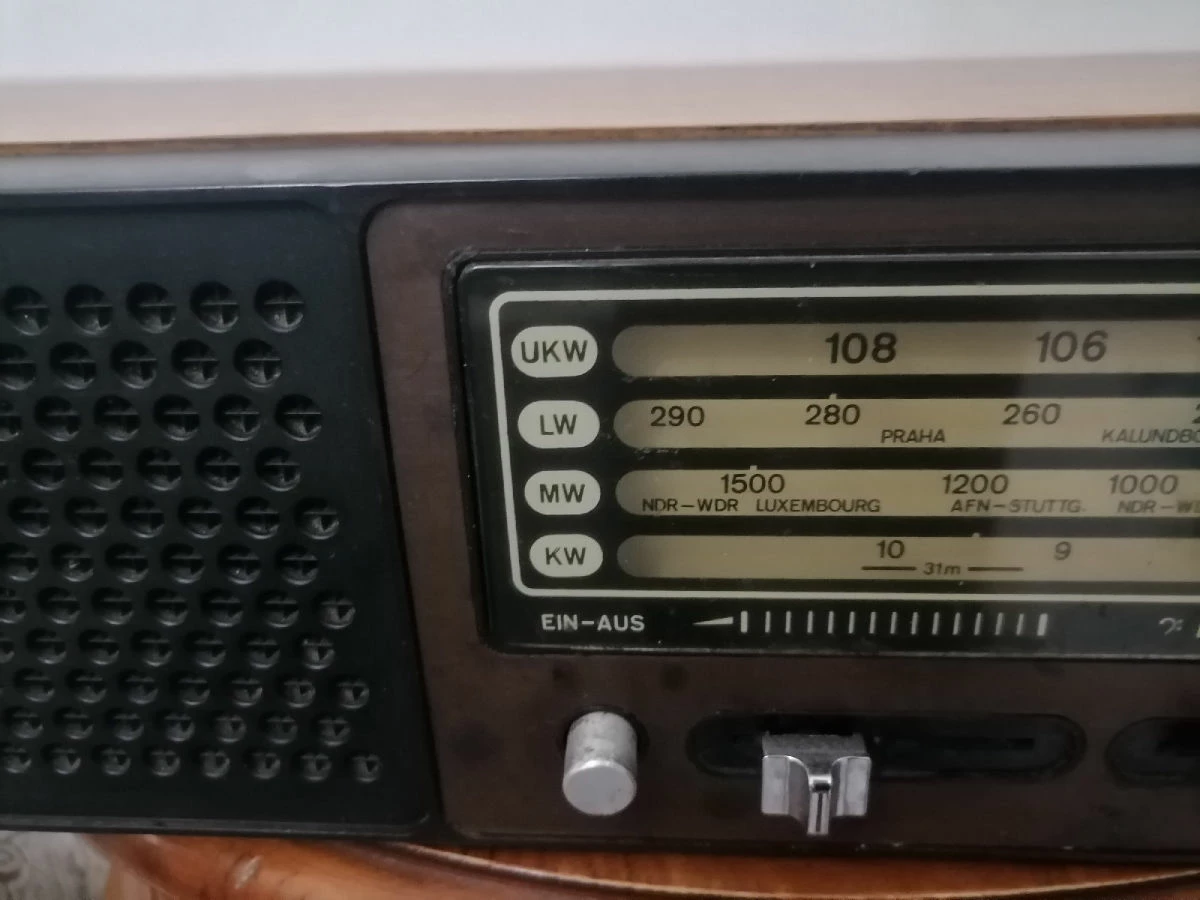 UKW 108 106
LW 290 280 260
PRAHA
MW 1500 1200 1000
NDR-WDR LUXEMBOURG AFN-STUTTG.
KW 10 9
31m
EIN-AUS